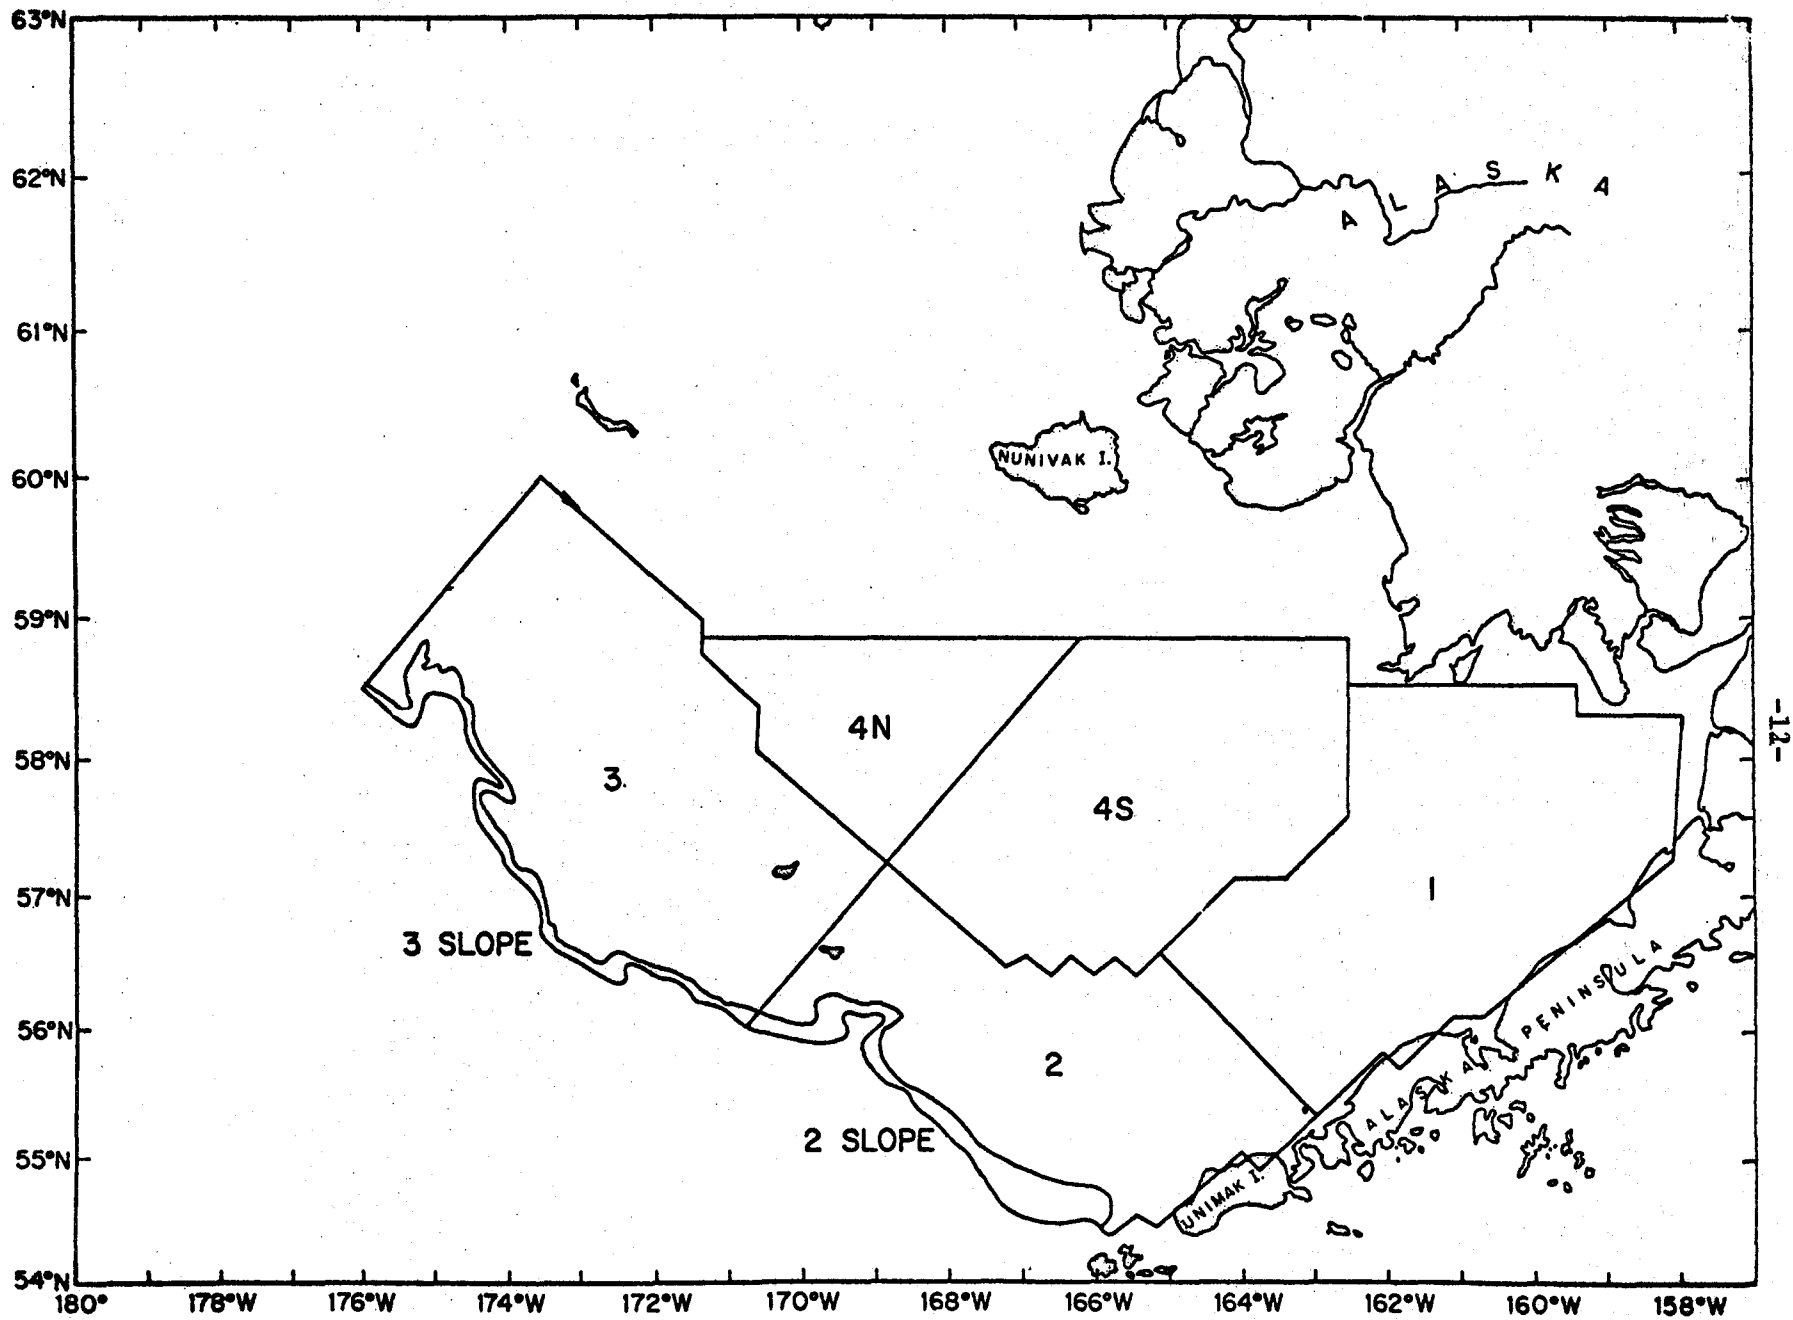 63°N
62°N
61°N
60°N
59°N
58°N
57°N
56°N
55°N
54°N
180°
178°W
176°W
174°W
172°W
170°W
168°W
166°W
164°W
162°W
160°W
158°W
ALASKA
NUNIVAK I.
4N
3
4S
1
3 SLOPE
2
2 SLOPE
ALASKA PENINSULA
UNIMAK I.
-12-